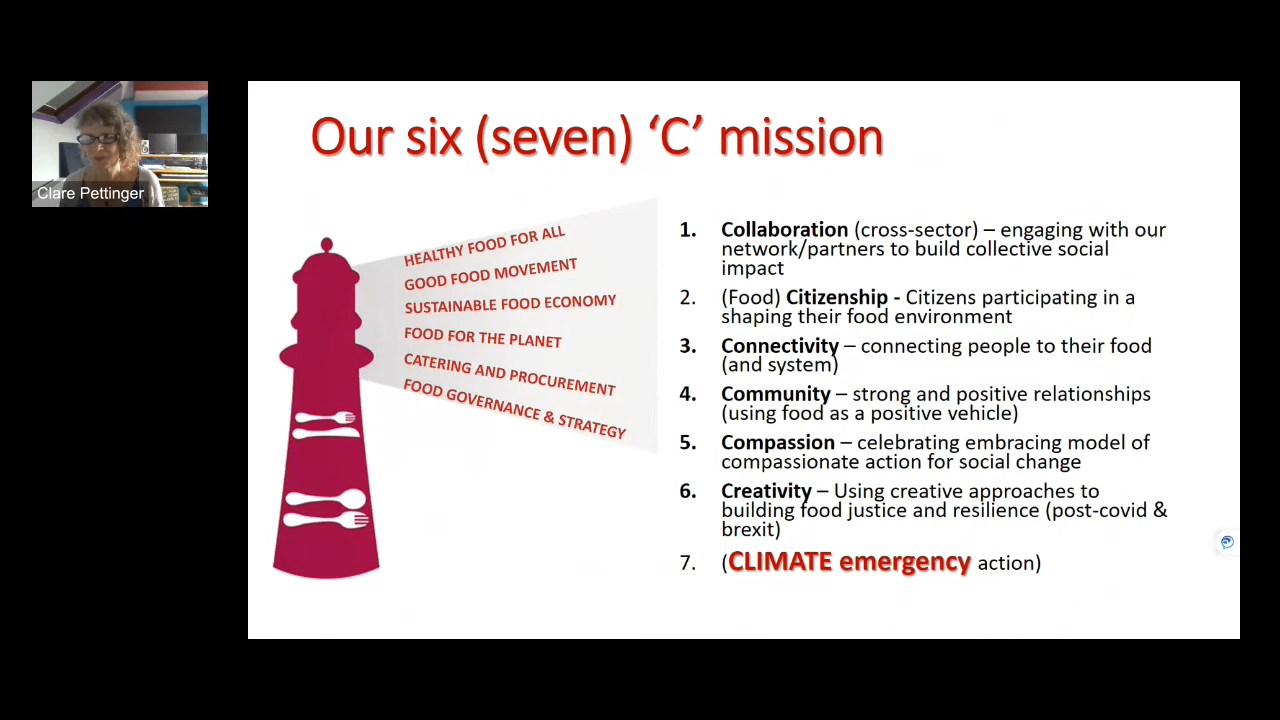 Our six (seven) ‘C’ mission
Clare Pettinger
HEALTHY FOOD FOR ALL
GOOD FOOD MOVEMENT
SUSTAINABLE FOOD ECONOMY
FOOD FOR THE PLANET
CATERING AND PROCUREMENT
FOOD GOVERNANCE & STRATEGY
1. Collaboration (cross-sector) – engaging with our
network/partners to build collective social
impact
2. (Food) Citizenship - Citizens participating in a
shaping their food environment
3. Connectivity – connecting people to their food
(and system)
4. Community – strong and positive relationships
(using food as a positive vehicle)
5. Compassion – celebrating embracing model of
compassionate action for social change
6. Creativity – Using creative approaches to
building food justice and resilience (post-covid &
brexit)
7. (CLIMATE emergency action)